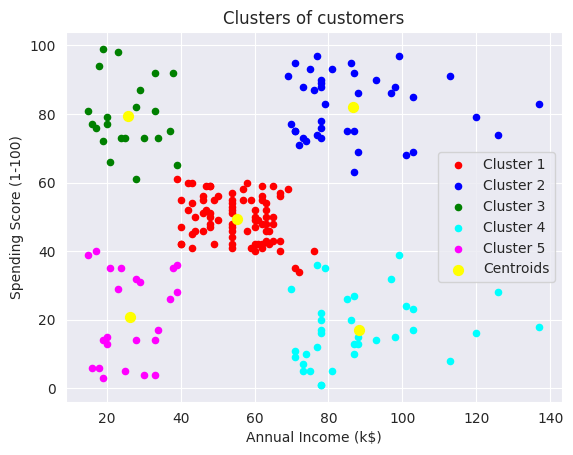 Clusters of customers
Spending Score (1-100)
100
80
60
40
20
0
Cluster 1
Cluster 2
Cluster 3
Cluster 4
Cluster 5
Centroids
20 40 60 80 100 120 140
Annual Income (k$)